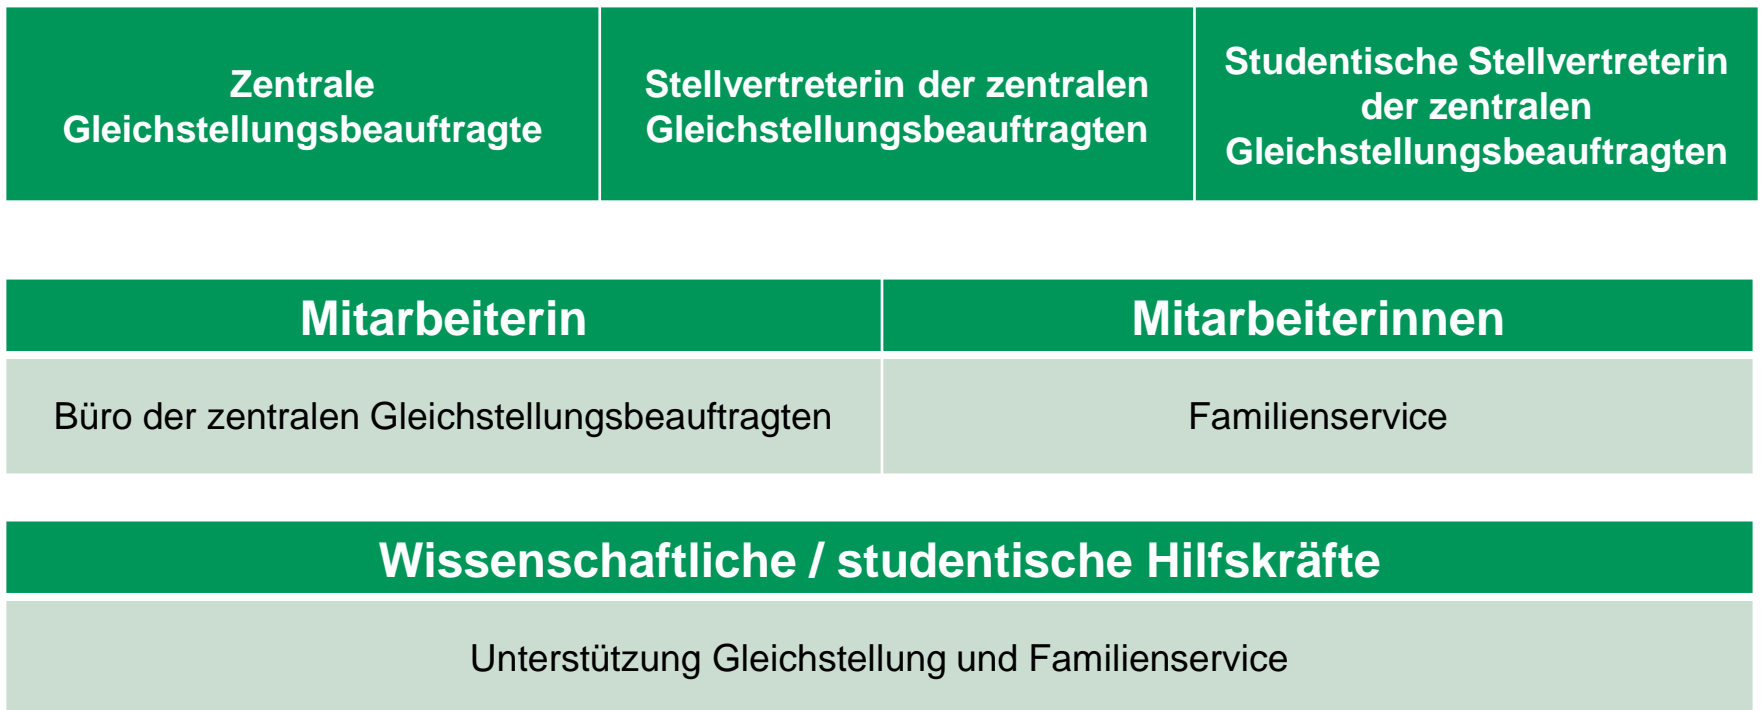 Zentrale
Gleichstellungsbeauftragte
Stellvertreterin der zentralen
Gleichstellungsbeauftragten
Studentische Stellvertreterin
der zentralen
Gleichstellungsbeauftragten
Mitarbeiterin
Mitarbeiterinnen
Büro der zentralen Gleichstellungsbeauftragten
Familienservice
Wissenschaftliche / studentische Hilfskräfte
Unterstützung Gleichstellung und Familienservice